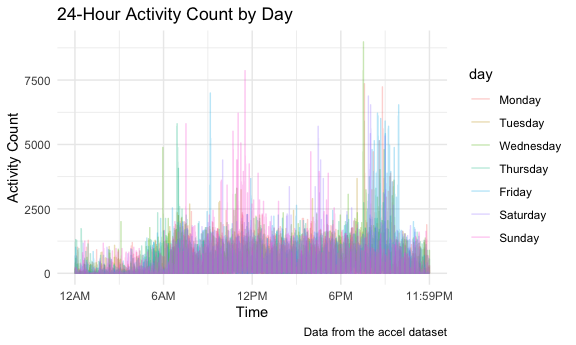 24-Hour Activity Count by Day
Activity Count
7500
5000
2500
0
12AM 6AM 12PM 6PM 11:59PM
Time
day
Monday
Tuesday
Wednesday
Thursday
Friday
Saturday
Sunday
Data from the accel dataset